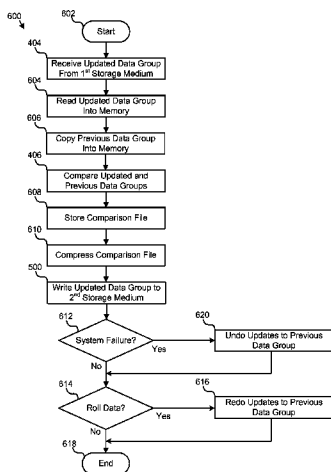 600
602
Start
404
Receive Updated Data Group
From 1st Storage Medium
604
Read Updated Data Group
Into Memory
606
Copy Previous Data Group
Into Memory
406
Compare Updated and
Previous Data Groups
608
Store Comparison File
610
Compress Comparison File
500
Write Updated Data Group to
2nd Storage Medium
612
System Failure?
Yes
No
620
Undo Updates to Previous
Data Group
614
Roll Data?
Yes
No
616
Redo Updates to Previous
Data Group
618
End